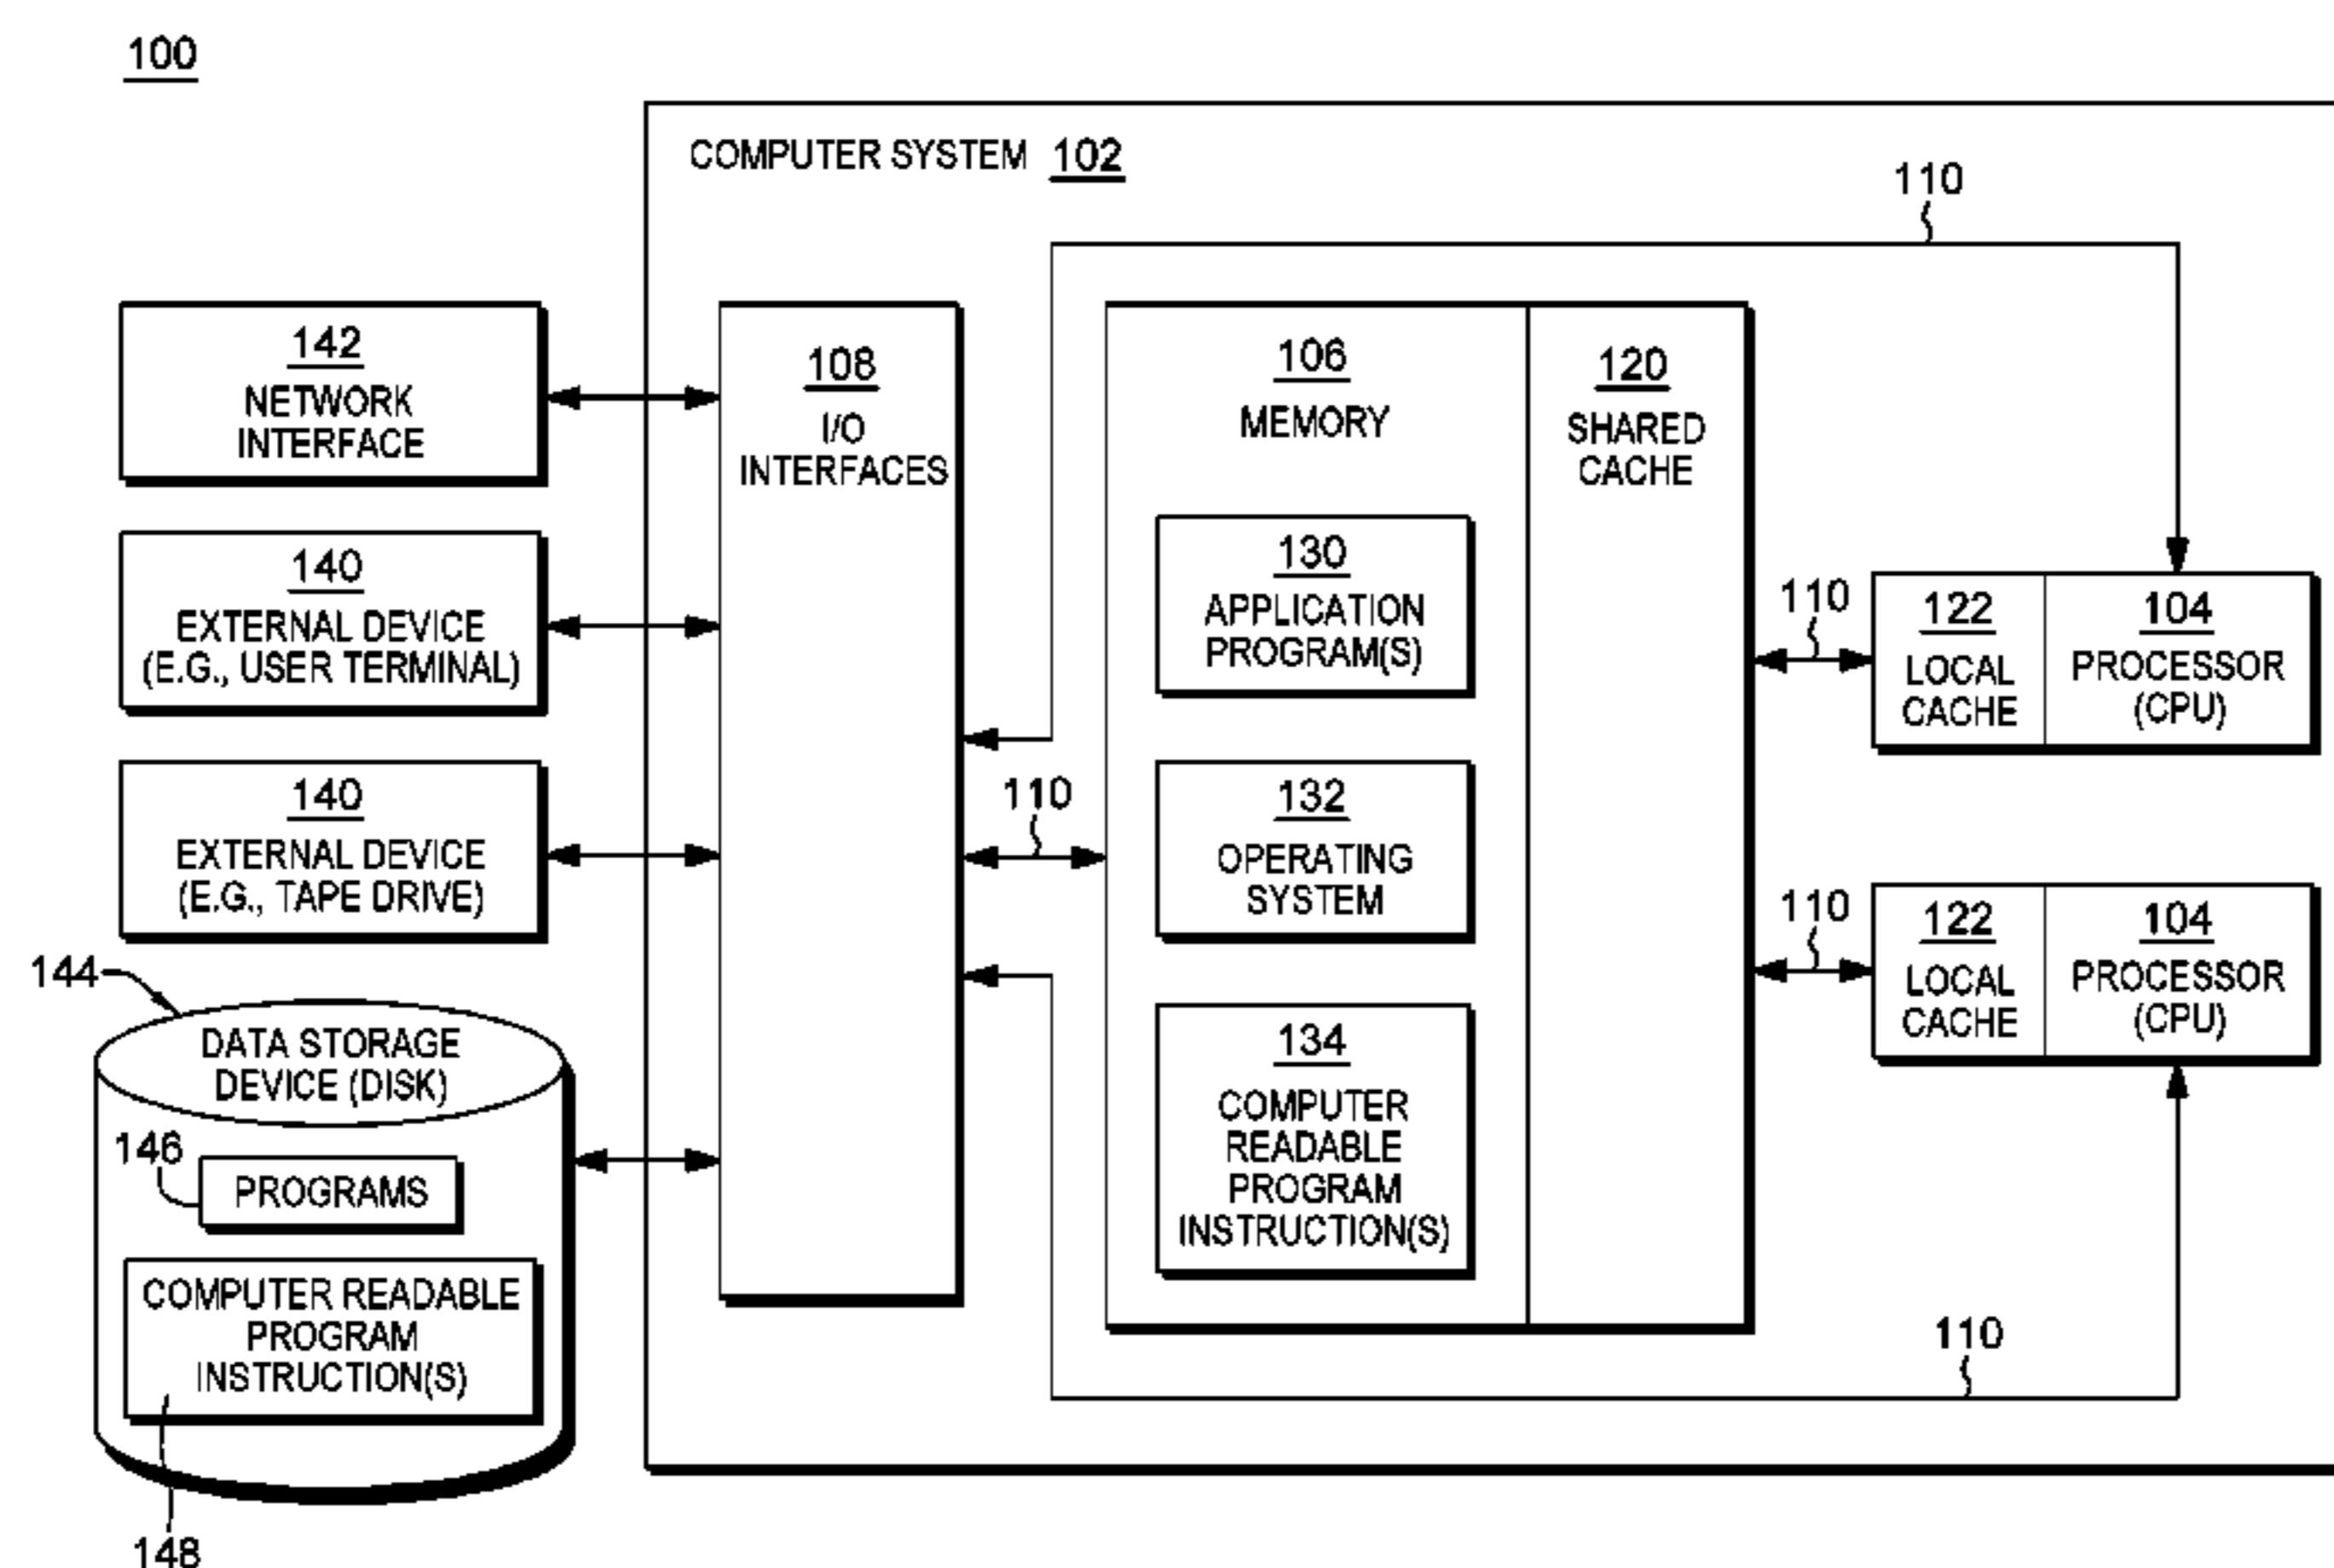 100
COMPUTER SYSTEM 102
110
142
NETWORK
INTERFACE
108
I/O
INTERFACES
106
MEMORY
120
SHARED
CACHE
140
EXTERNAL DEVICE
(E.G., USER TERMINAL)
130
APPLICATION
PROGRAM(S)
110
122
LOCAL
CACHE
104
PROCESSOR
(CPU)
140
EXTERNAL DEVICE
(E.G., TAPE DRIVE)
110
132
OPERATING
SYSTEM
110
122
LOCAL
CACHE
104
PROCESSOR
(CPU)
144
DATA STORAGE
DEVICE (DISK)
146
PROGRAMS
COMPUTER READABLE
PROGRAM
INSTRUCTION(S)
148
134
COMPUTER
READABLE
PROGRAM
INSTRUCTION(S)
110